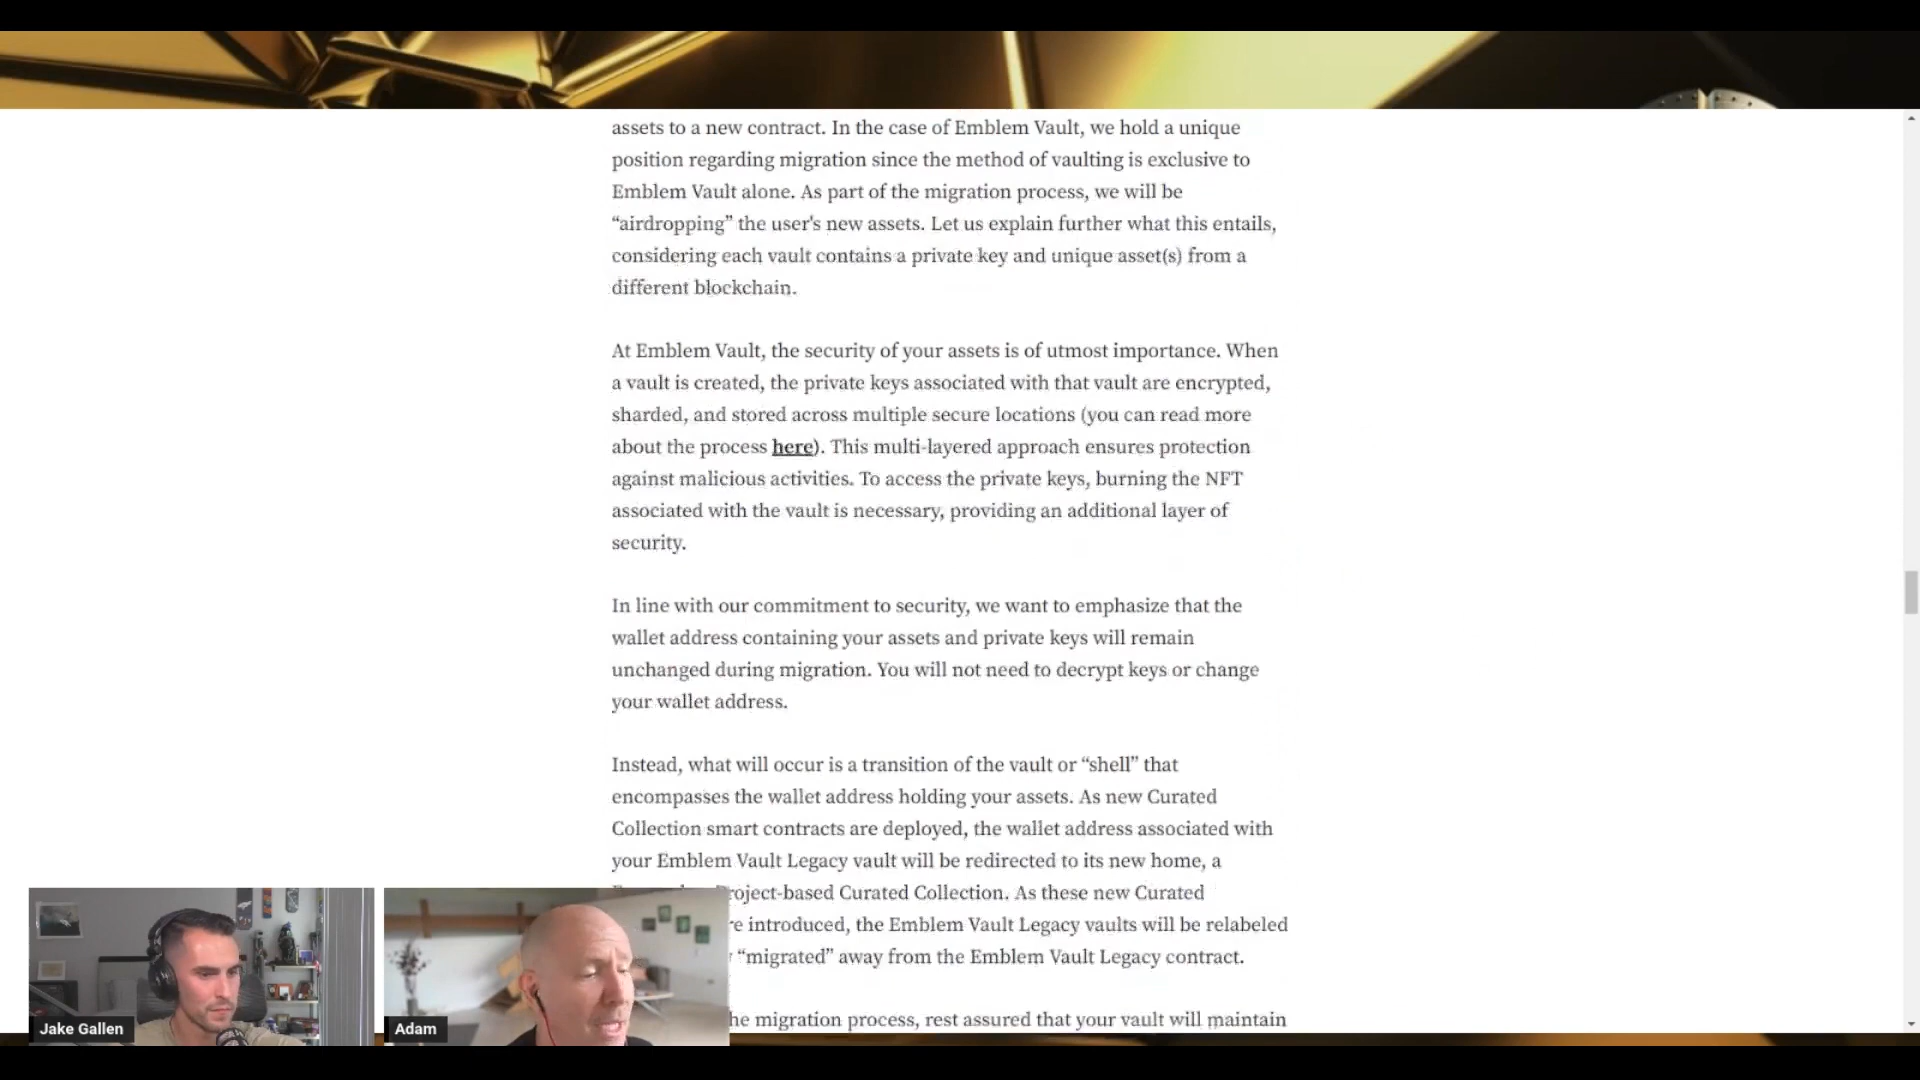 assets to a new contract. In the case of Emblem Vault, we hold a unique
position regarding migration since the method of vaulting is exclusive to
Emblem Vault alone. As part of the migration process, we will be
“airdropping” the user's new assets. Let us explain further what this entails,
considering each vault contains a private key and unique asset(s) from a
different blockchain.
At Emblem Vault, the security of your assets is of utmost importance. When
a vault is created, the private keys associated with that vault are encrypted,
sharded, and stored across multiple secure locations (you can read more
about the process here). This multi-layered approach ensures protection
against malicious activities. To access the private keys, burning the NFT
associated with the vault is necessary, providing an additional layer of
security.
In line with our commitment to security, we want to emphasize that the
wallet address containing your assets and private keys will remain
unchanged during migration. You will not need to decrypt keys or change
your wallet address.
Instead, what will occur is a transition of the vault or “shell” that
encompasses the wallet address holding your assets. As new Curated
Collection smart contracts are deployed, the wallet address associated with
your Emblem Vault Legacy vault will be redirected to its new home, a
roject-based Curated Collection. As these new Curated
re introduced, the Emblem Vault Legacy vaults will be relabeled
“migrated” away from the Emblem Vault Legacy contract.
he migration process, rest assured that your vault will maintain
Jake Gallen
Adam